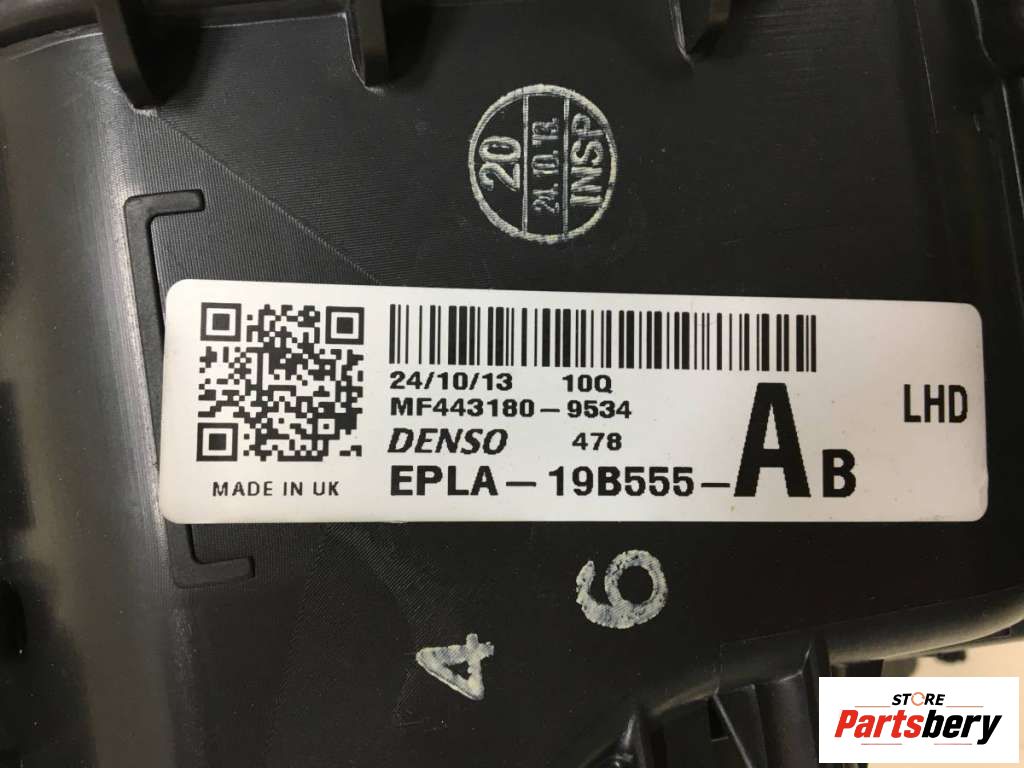 20
24.10.13.
INSP
24/10/13 10Q
MF443180-9534
DENSO 478
EPLA-19B555-AB
LHD
MADE IN UK
6
4
STORE
Partsbery